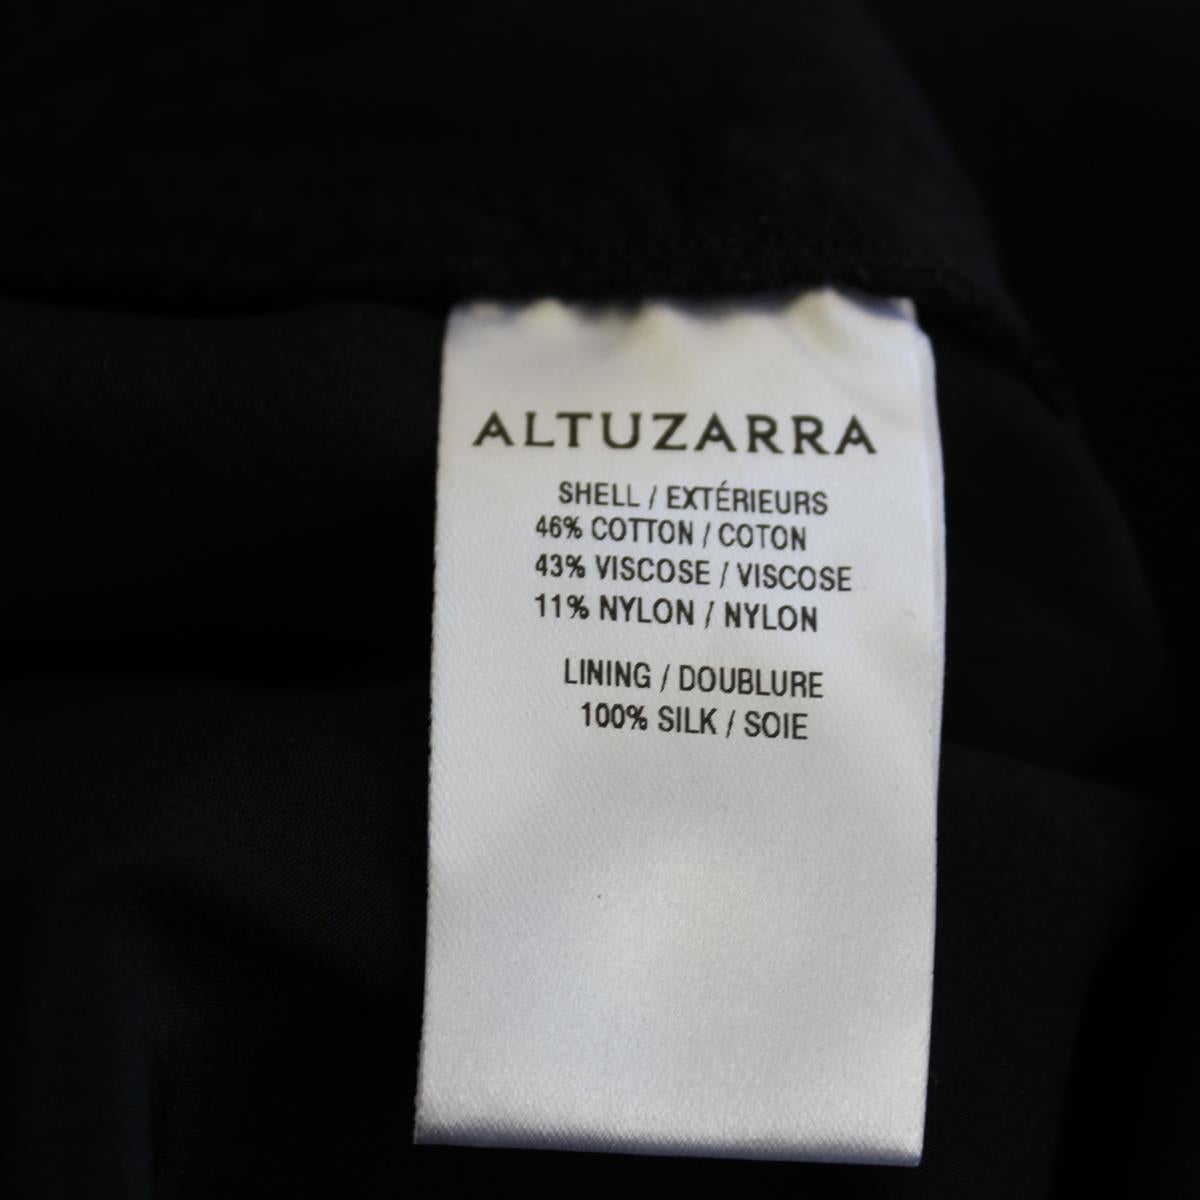 ALTUZARRA
SHELL / EXTÉRIEURS
46% COTTON / COTON
43% VISCOSE / VISCOSE
11% NYLON / NYLON
LINING / DOUBLURE
100% SILK / SOIE